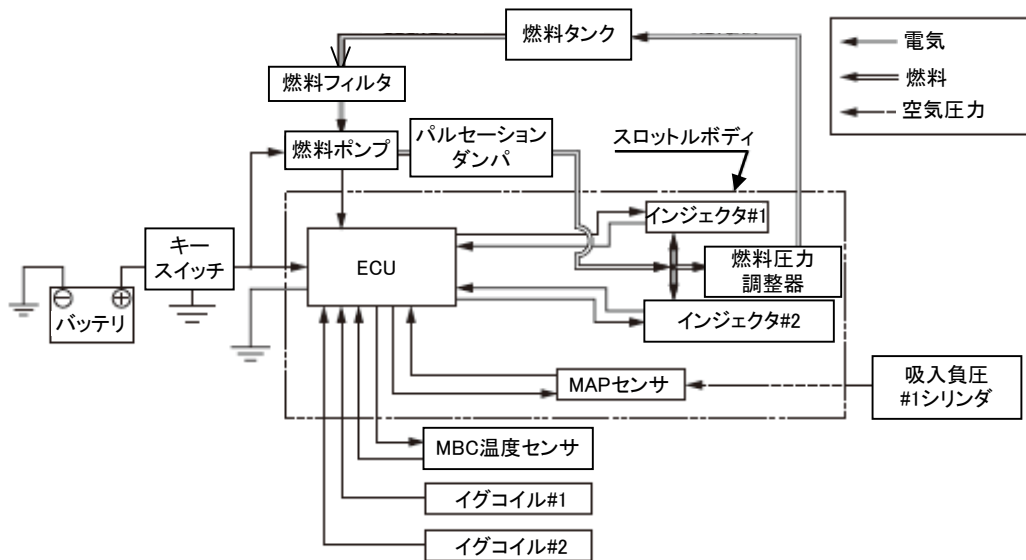 燃料タンク
電気
燃料
空気圧力
燃料フィルタ
燃料ポンプ
パルセーション
ダンパ
スロットルボディ
インジェクタ#1
キー
スイッチ
ECU
燃料圧力
調整器
バッテリ
インジェクタ#2
MAPセンサ
吸入負圧
#1シリンダ
MBC温度センサ
イグコイル#1
イグコイル#2